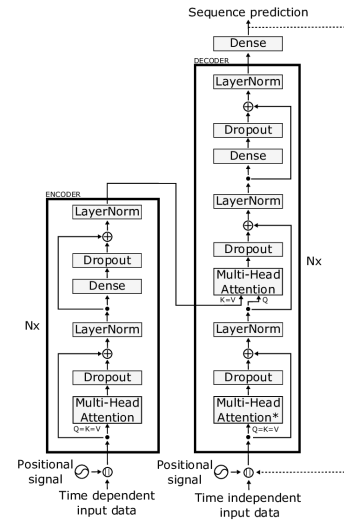 Sequence prediction
Dense
DECODER
LayerNorm
Dropout
Dense
LayerNorm
Dropout
Multi-Head
Attention
K=V
Q
LayerNorm
Dropout
Multi-Head
Attention*
Q=K=V
Nx
Positional
signal
Time independent
input data
ENCODER
LayerNorm
Dropout
Dense
LayerNorm
Dropout
Multi-Head
Attention
Q=K=V
Nx
Positional
signal
Time dependent
input data